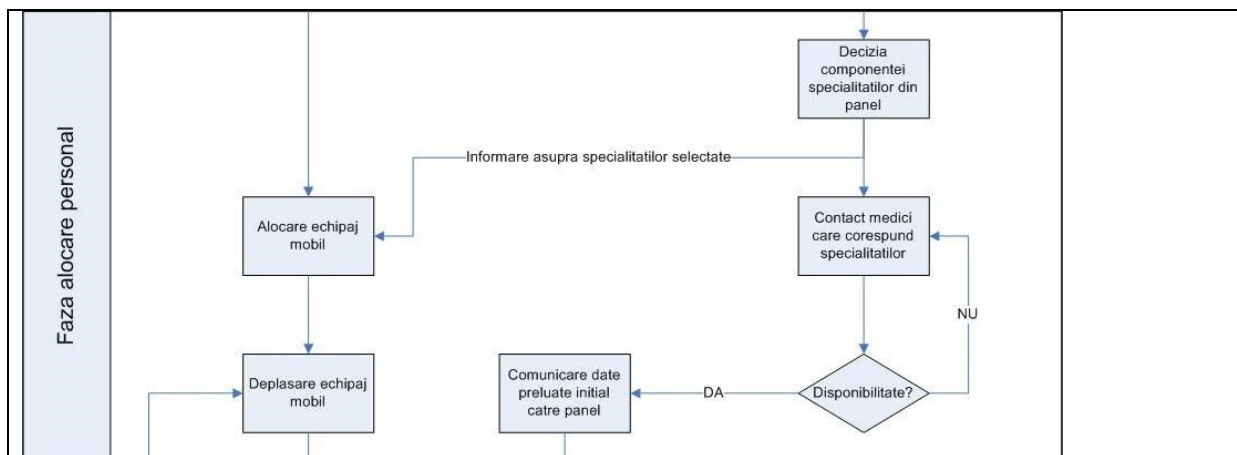 Faza alocare personal
Decizia
componentei
specialitatilor din
panel
Informare asupra specialitatilor selectate
Alocare echipaj
mobil
Contact medici
care corespund
specialitatilor
NU
Deplasare echipaj
mobil
Comunicare date
preluate initial
catre panel
DA
Disponibilitate?